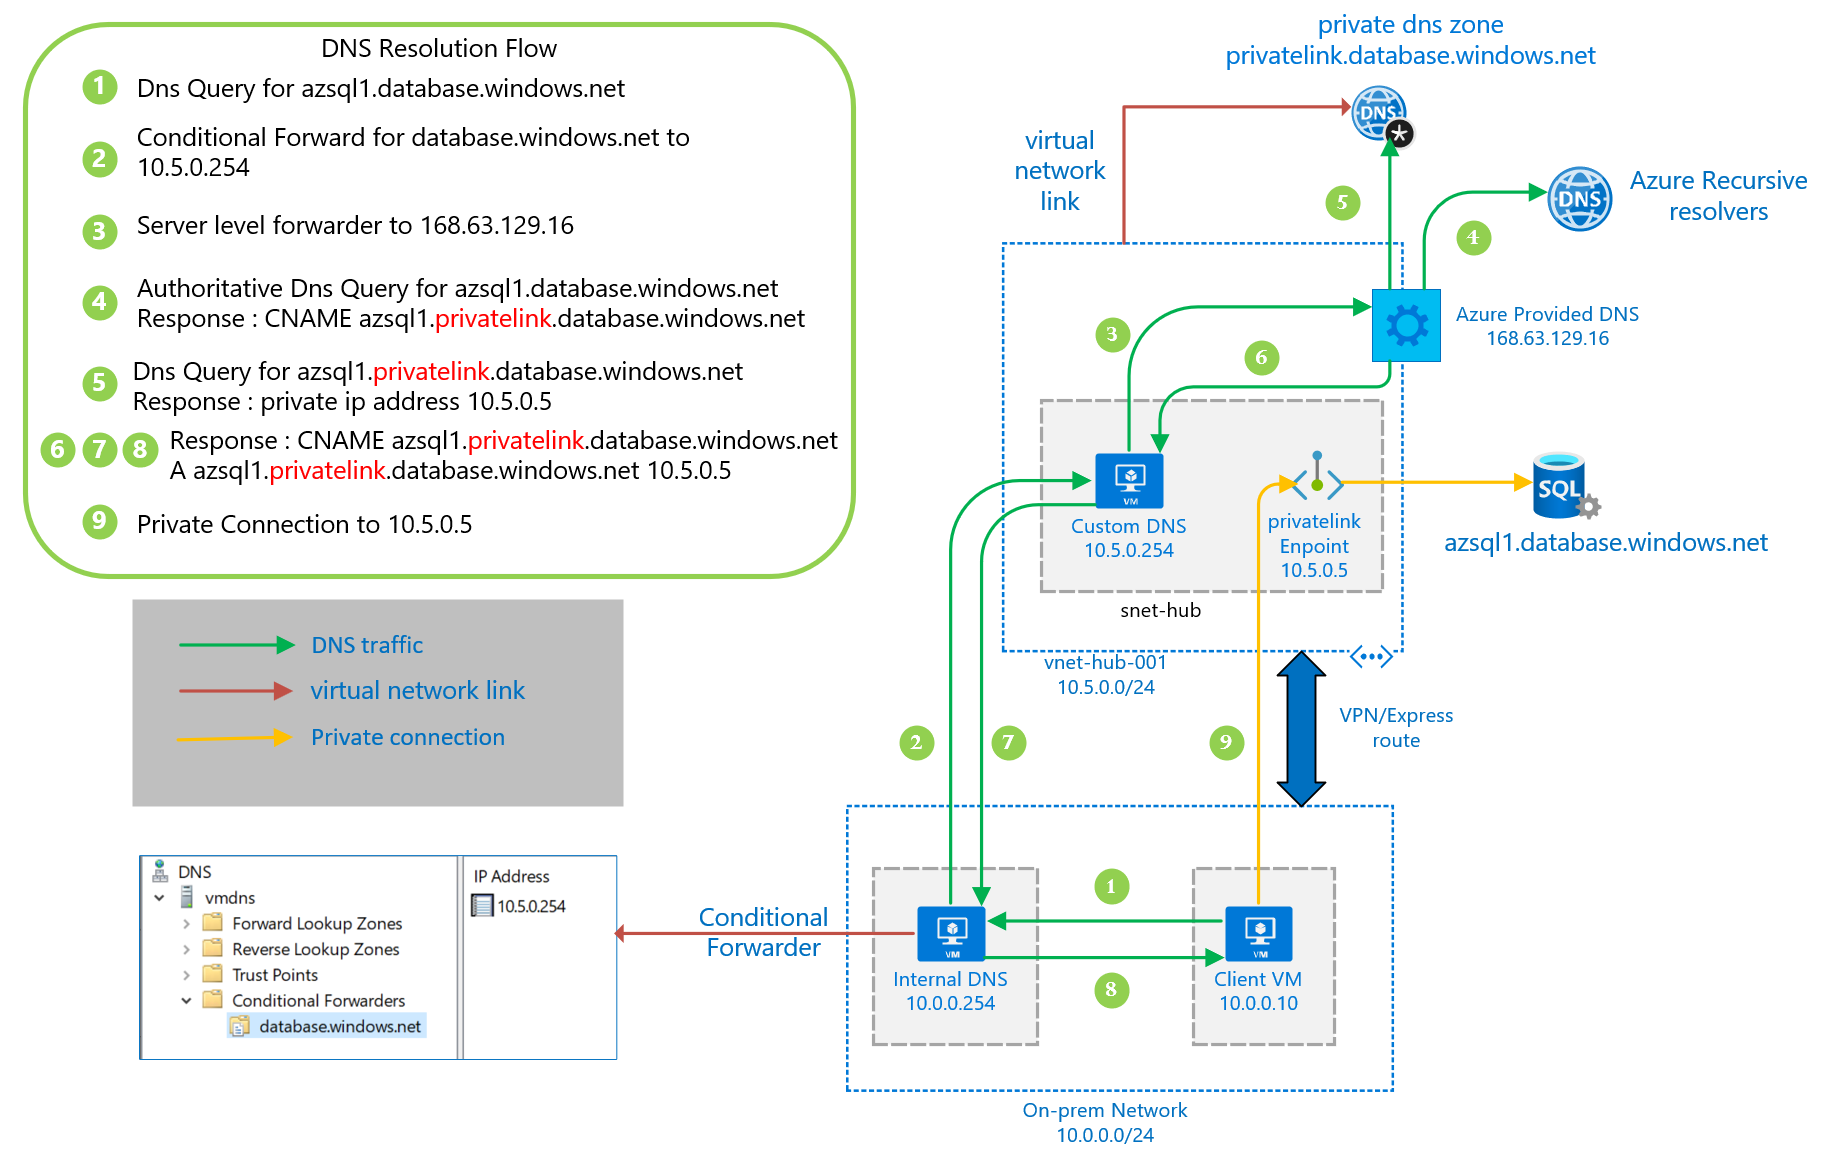 DNS Resolution Flow
1 Dns Query for azsql1.database.windows.net
2 Conditional Forward for database.windows.net to
10.5.0.254
3 Server level forwarder to 168.63.129.16
4 Authoritative Dns Query for azsql1.database.windows.net
Response : CNAME azsql1.privatelink.database.windows.net
5 Dns Query for azsql1.privatelink.database.windows.net
Response : private ip address 10.5.0.5
6 7 8 Response : CNAME azsql1.privatelink.database.windows.net
A azsql1.privatelink.database.windows.net 10.5.0.5
9 Private Connection to 10.5.0.5
DNS traffic
virtual network link
Private connection
DNS
vmdns
Forward Lookup Zones
Reverse Lookup Zones
Trust Points
Conditional Forwarders
database.windows.net
IP Address
10.5.0.254
Conditional
Forwarder
private dns zone
privatelink.database.windows.net
DNS
*
virtual
network
link
5
4
DNS
Azure Recursive
resolvers
Azure Provided DNS
168.63.129.16
3
6
VM
Custom DNS
10.5.0.254
privatelink
Enpoint
10.5.0.5
SQL
azsql1.database.windows.net
snet-hub
vnet-hub-001
10.5.0.0/24
VPN/Express
route
2
7
9
1
8
VM
Internal DNS
10.0.0.254
VM
Client VM
10.0.0.10
On-prem Network
10.0.0.0/24